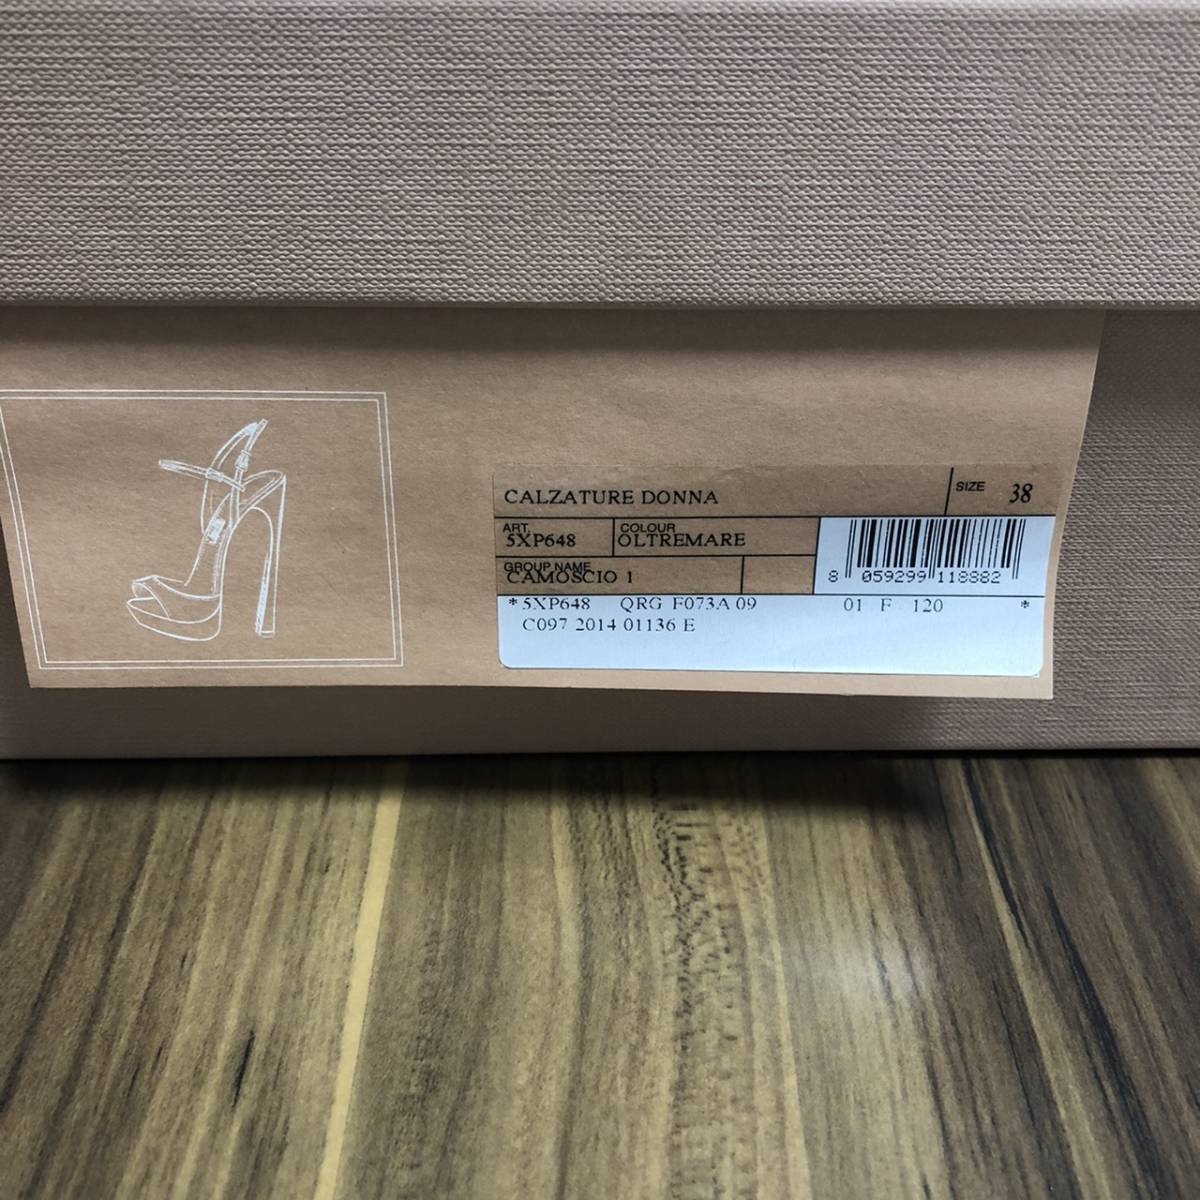 CALZATURE DONNA SIZE 38
ART. COLOUR
5XP648 OLTREMARE
GROUP NAME
CAMOSCIO 1
8 059299 118882
*5XP648 QRG F073A 09 01 F 120 *
C097 2014 01136 E